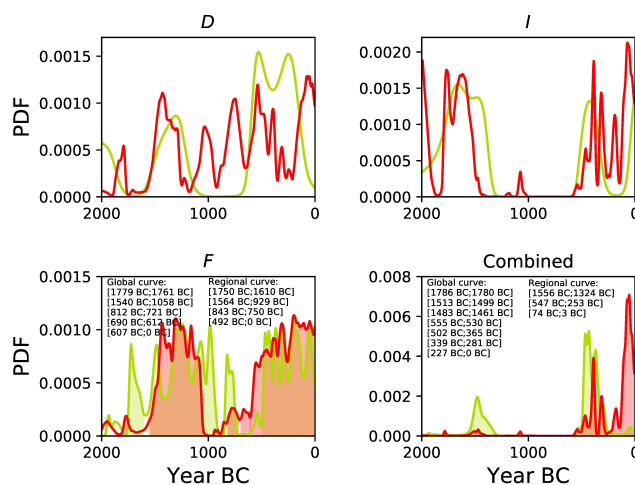 D
I
PDF
0.0015
0.0010
0.0005
0.0000
2000
1000
0
0.0020
0.0015
0.0010
0.0005
0.0000
2000
1000
0
F
Combined
PDF
0.0015
0.0010
0.0005
0.0000
Global curve:
[1779 BC;1761 BC]
[1540 BC;1058 BC]
[812 BC;721 BC]
[690 BC;612 BC]
[607 BC;0 BC]
Regional curve:
[1750 BC;1610 BC]
[1564 BC;929 BC]
[843 BC;750 BC]
[492 BC;0 BC]
2000
1000
0
Year BC
0.008
0.006
0.004
0.002
0.000
Global curve:
[1786 BC;1780 BC]
[1513 BC;1499 BC]
[1483 BC;1461 BC]
[555 BC;530 BC]
[502 BC;365 BC]
[339 BC;281 BC]
[227 BC;0 BC]
Regional curve:
[1556 BC;1324 BC]
[547 BC;253 BC]
[74 BC;3 BC]
2000
1000
0
Year BC